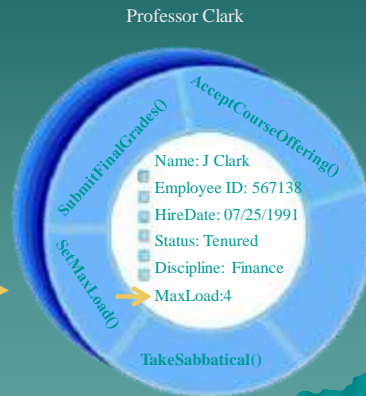 Professor Clark
SubmitFinalGrades()
AcceptCourseOffering()
Name: J Clark
Employee ID: 567138
HireDate: 07/25/1991
Status: Tenured
Discipline: Finance
MaxLoad:4
SetMaxLoad()
TakeSabbatical()